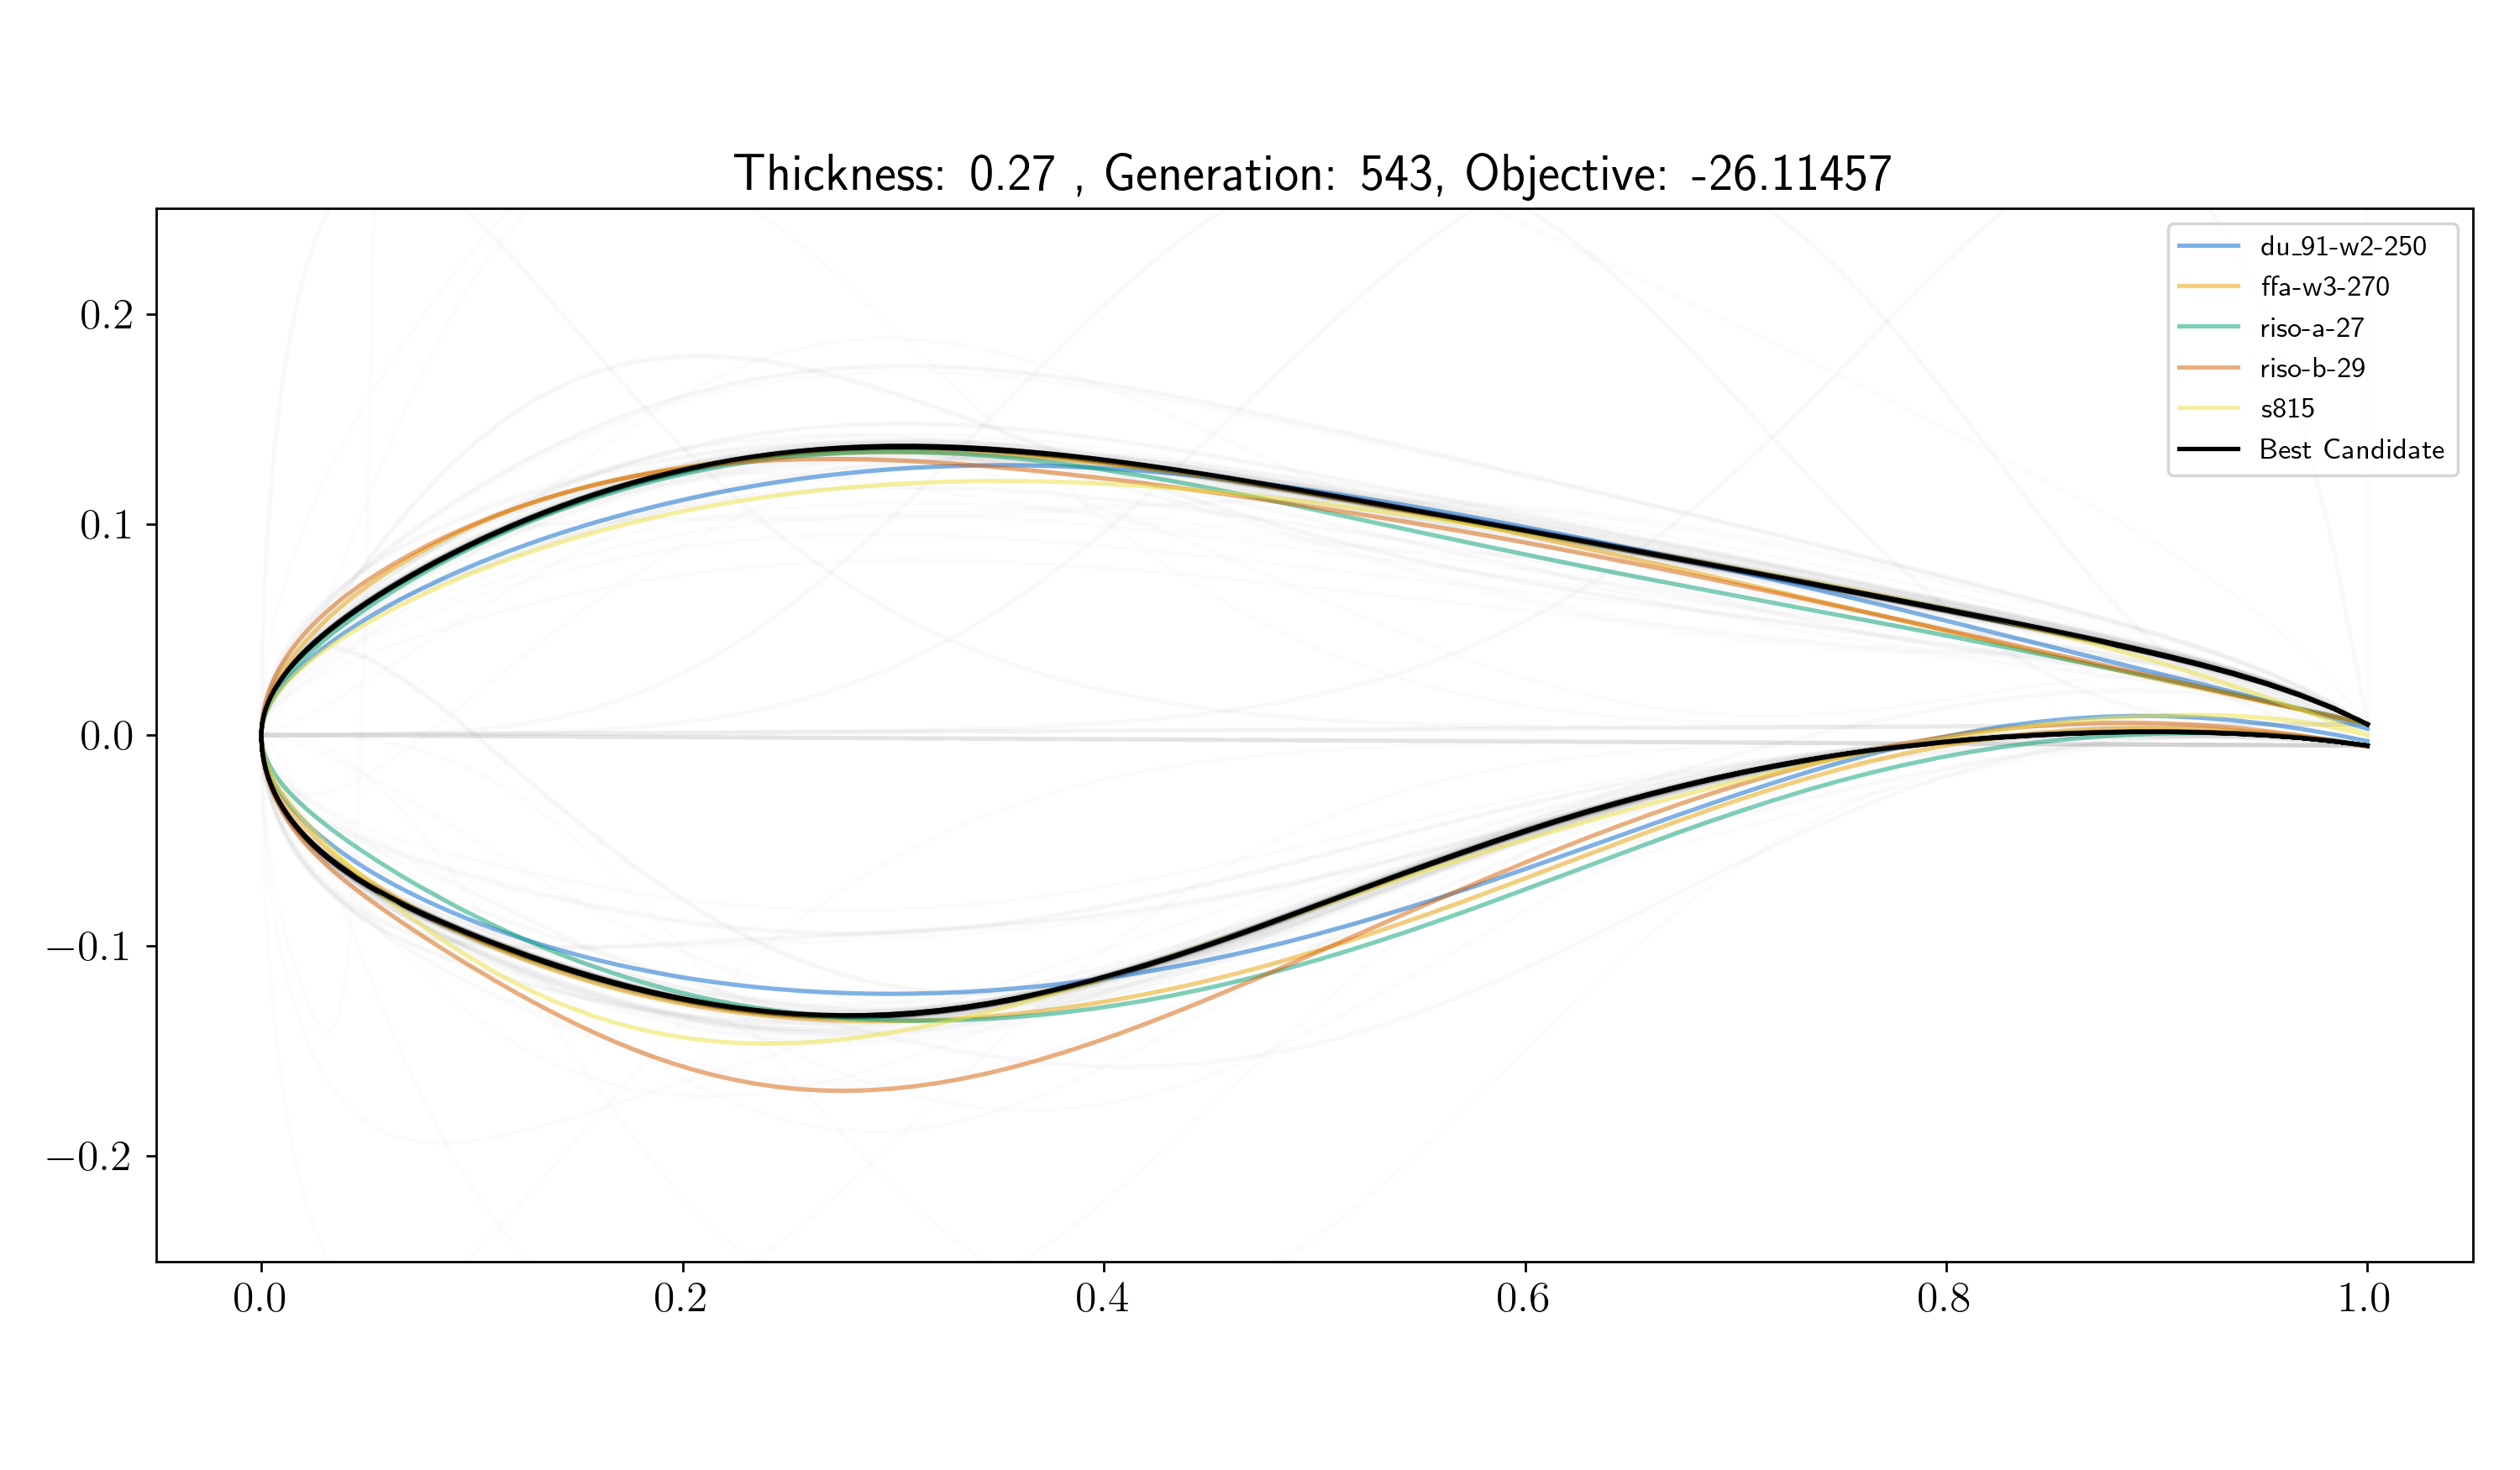 Thickness: 0.27 , Generation: 543, Objective: -26.11457
du_91-w2-250
ffa-w3-270
riso-a-27
riso-b-29
s815
Best Candidate
0.2
0.1
0.0
−0.1
−0.2
0.0 0.2 0.4 0.6 0.8 1.0